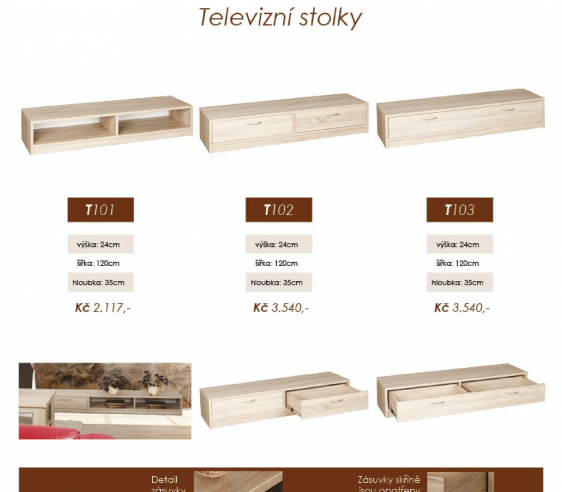 Televizní stolky
T101
T102
T103
výška: 24cm
výška: 24cm
výška: 24cm
šířka: 120cm
šířka: 120cm
šířka: 120cm
hloubka: 35cm
hloubka: 35cm
hloubka: 35cm
Kč 2.117,-
Kč 3.540,-
Kč 3.540,-
Detail
zásuvky
Zásuvky skříně
jsou opatřeny